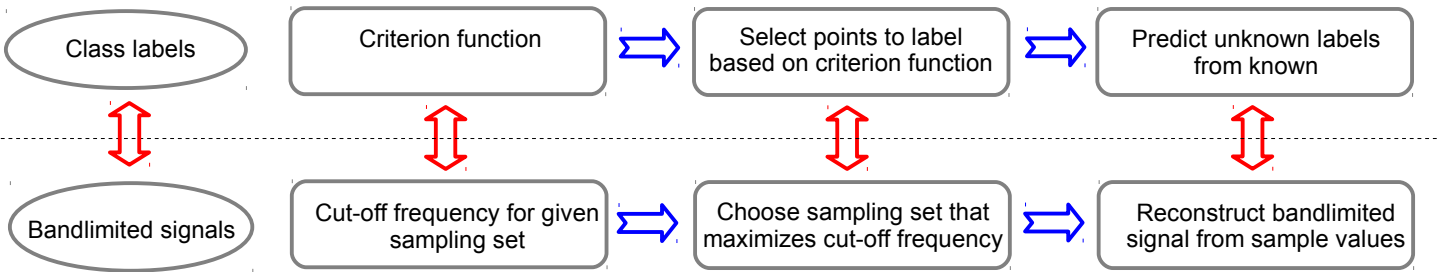 Class labels
Criterion function
Select points to label
based on criterion function
Predict unknown labels
from known
Bandlimited signals
Cut-off frequency for given
sampling set
Choose sampling set that
maximizes cut-off frequency
Reconstruct bandlimited
signal from sample values